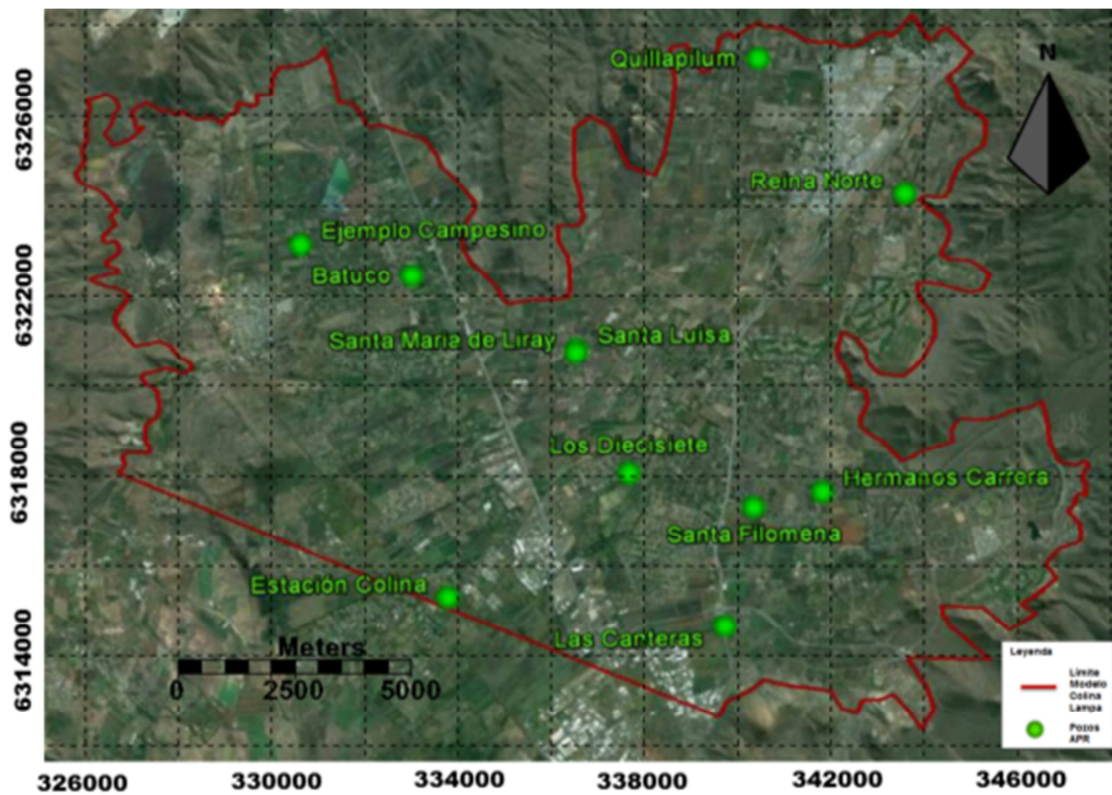 N
Quillapilum
Reina Norte
Ejemplo Campesino
Batuco
Santa Maria de Liray
Santa Luisa
Los Diecisiete
Hermanos Carrera
Santa Filomena
Estación Colina
Las Canteras
Meters
0 2500 5000
Leyenda
Límite
Modelo
Colina
Lampa
Pozos
APR
6326000
6322000
6318000
6314000
326000 330000 334000 338000 342000 346000